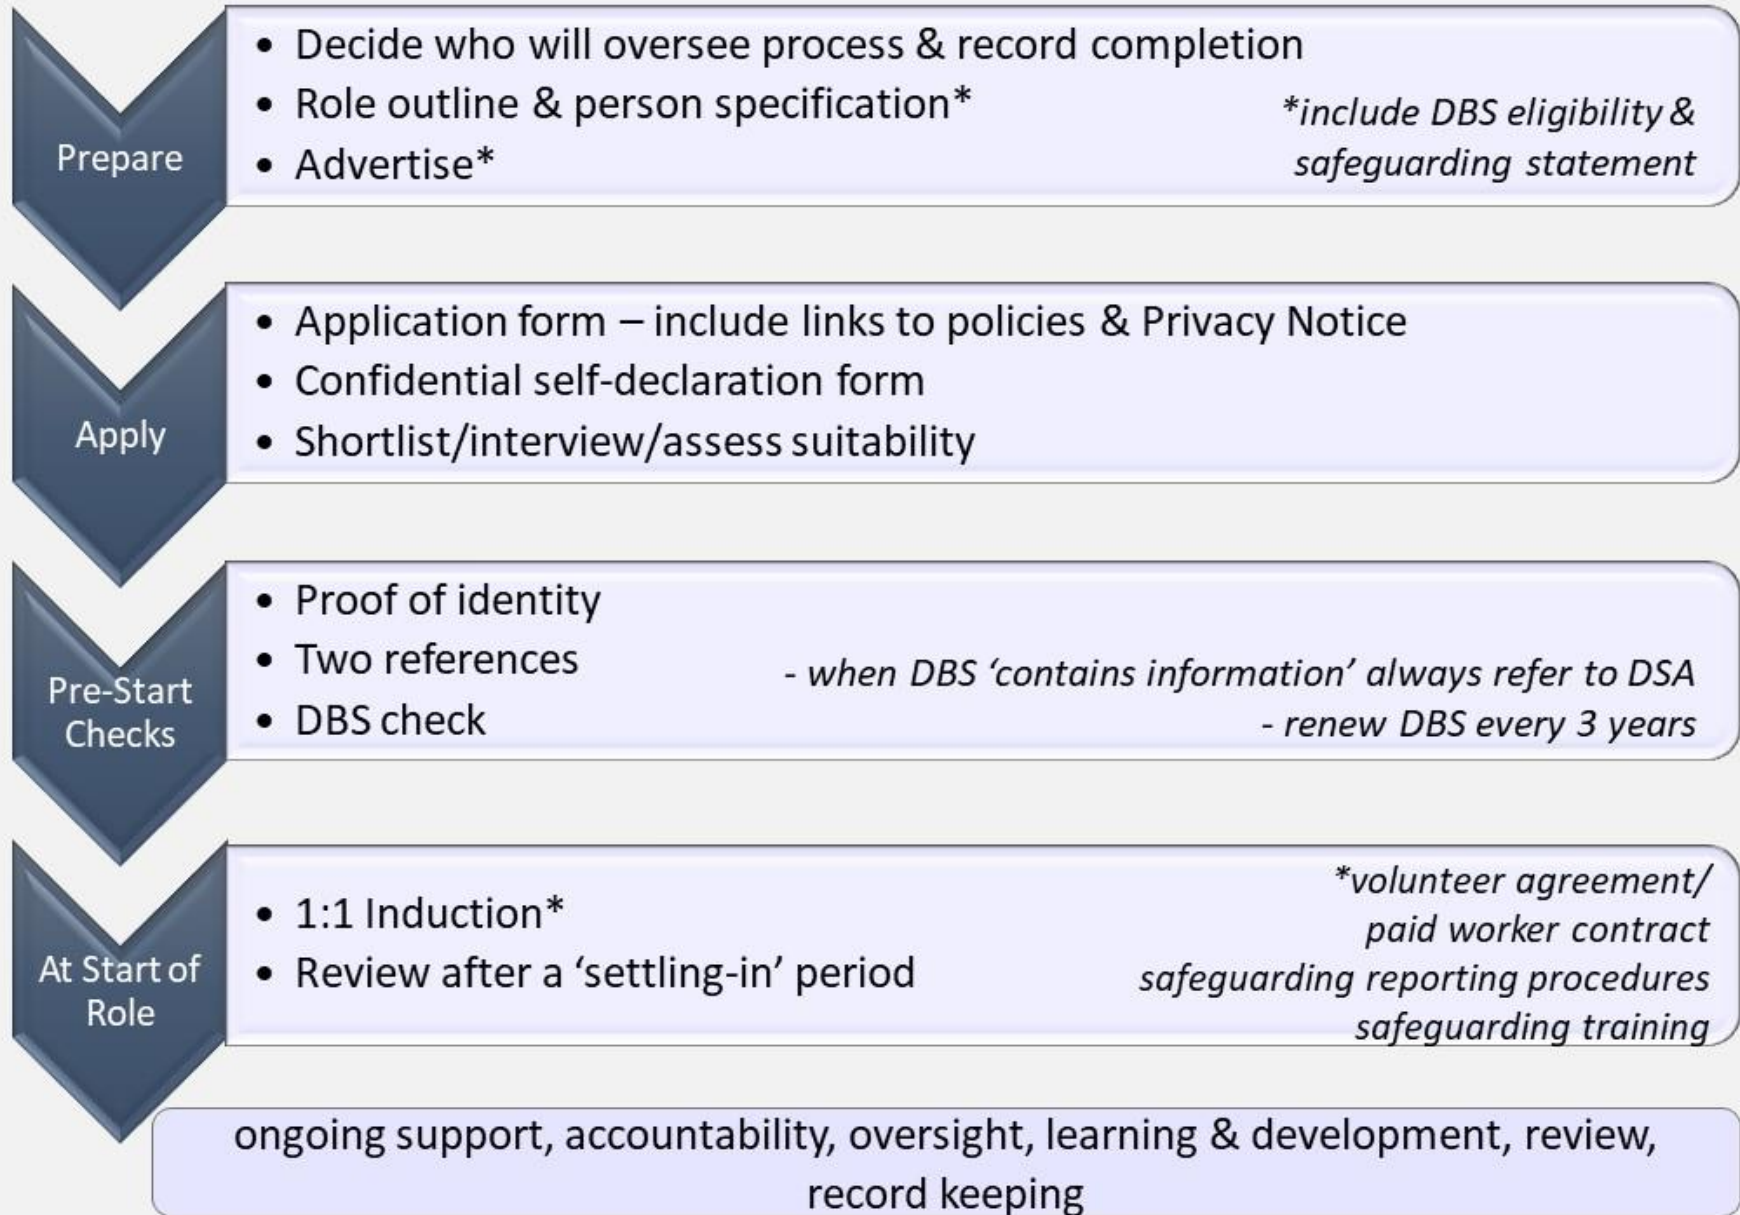 Prepare
• Decide who will oversee process & record completion
• Role outline & person specification*
• Advertise*
*include DBS eligibility &
safeguarding statement
Apply
• Application form – include links to policies & Privacy Notice
• Confidential self-declaration form
• Shortlist/interview/assess suitability
Pre-Start
Checks
• Proof of identity
• Two references
• DBS check
- when DBS ‘contains information’ always refer to DSA
- renew DBS every 3 years
At Start of
Role
• 1:1 Induction*
• Review after a ‘settling-in’ period
*volunteer agreement/
paid worker contract
safeguarding reporting procedures
safeguarding training
ongoing support, accountability, oversight, learning & development, review,
record keeping